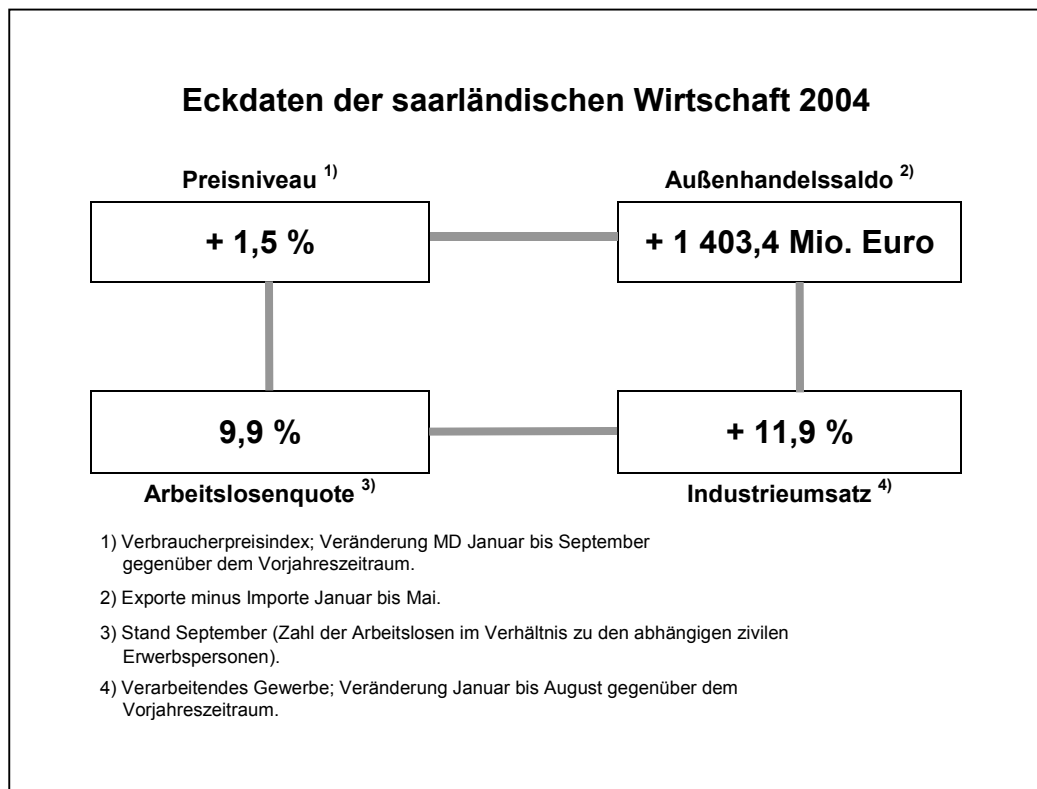 Eckdaten der saarländischen Wirtschaft 2004
Preisniveau 1)
Außenhandelssaldo 2)
+ 1,5 %
+ 1 403,4 Mio. Euro
9,9 %
+ 11,9 %
Arbeitslosenquote 3)
Industrieumsatz 4)
1) Verbraucherpreisindex; Veränderung MD Januar bis September
gegenüber dem Vorjahreszeitraum.
2) Exporte minus Importe Januar bis Mai.
3) Stand September (Zahl der Arbeitslosen im Verhältnis zu den abhängigen zivilen
Erwerbspersonen).
4) Verarbeitendes Gewerbe; Veränderung Januar bis August gegenüber dem
Vorjahreszeitraum.